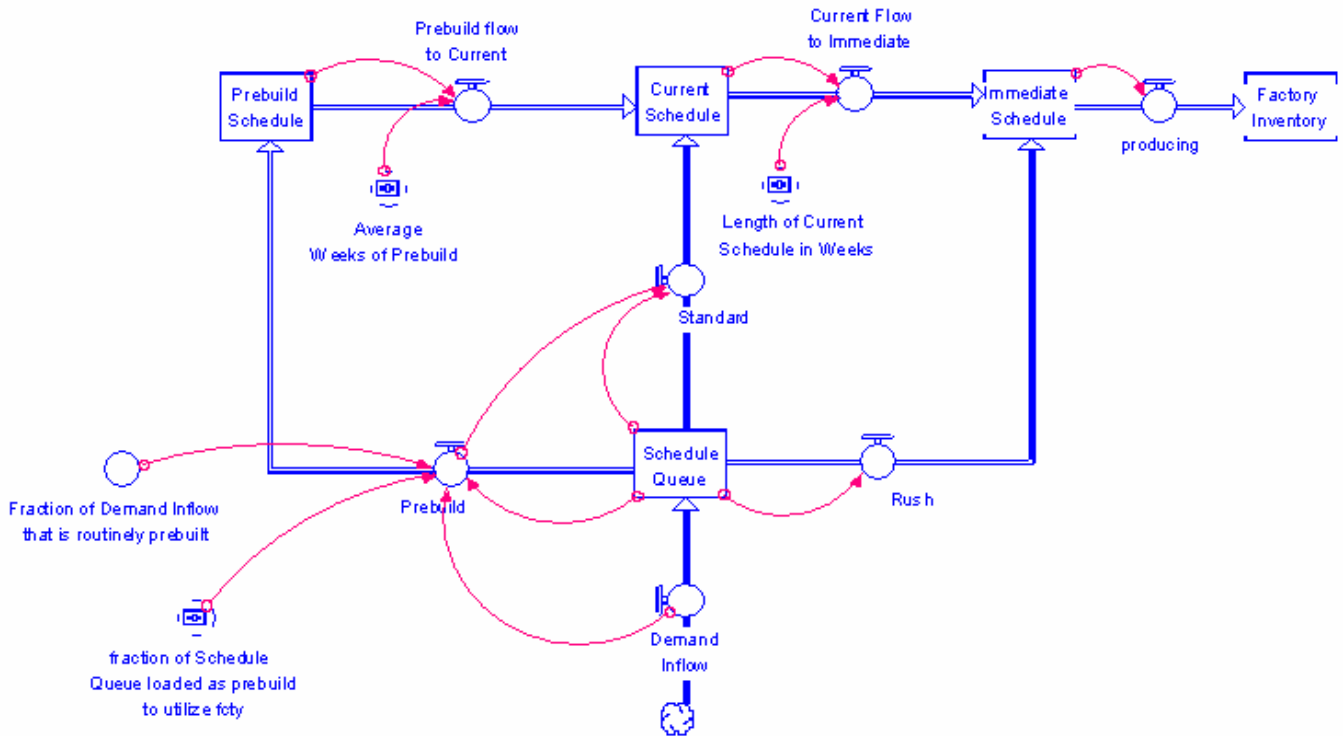 Prebuild flow
to Current
Current Flow
to Immediate
Prebuild
Schedule
Current
Schedule
Immediate
Schedule
Factory
Inventory
producing
Average
Weeks of Prebuild
Length of Current
Schedule in Weeks
Standard
Schedule
Queue
Prebuild
Rush
Fraction of Demand Inflow
that is routinely prebuilt
Demand
Inflow
fraction of Schedule
Queue loaded as prebuild
to utilize fcty